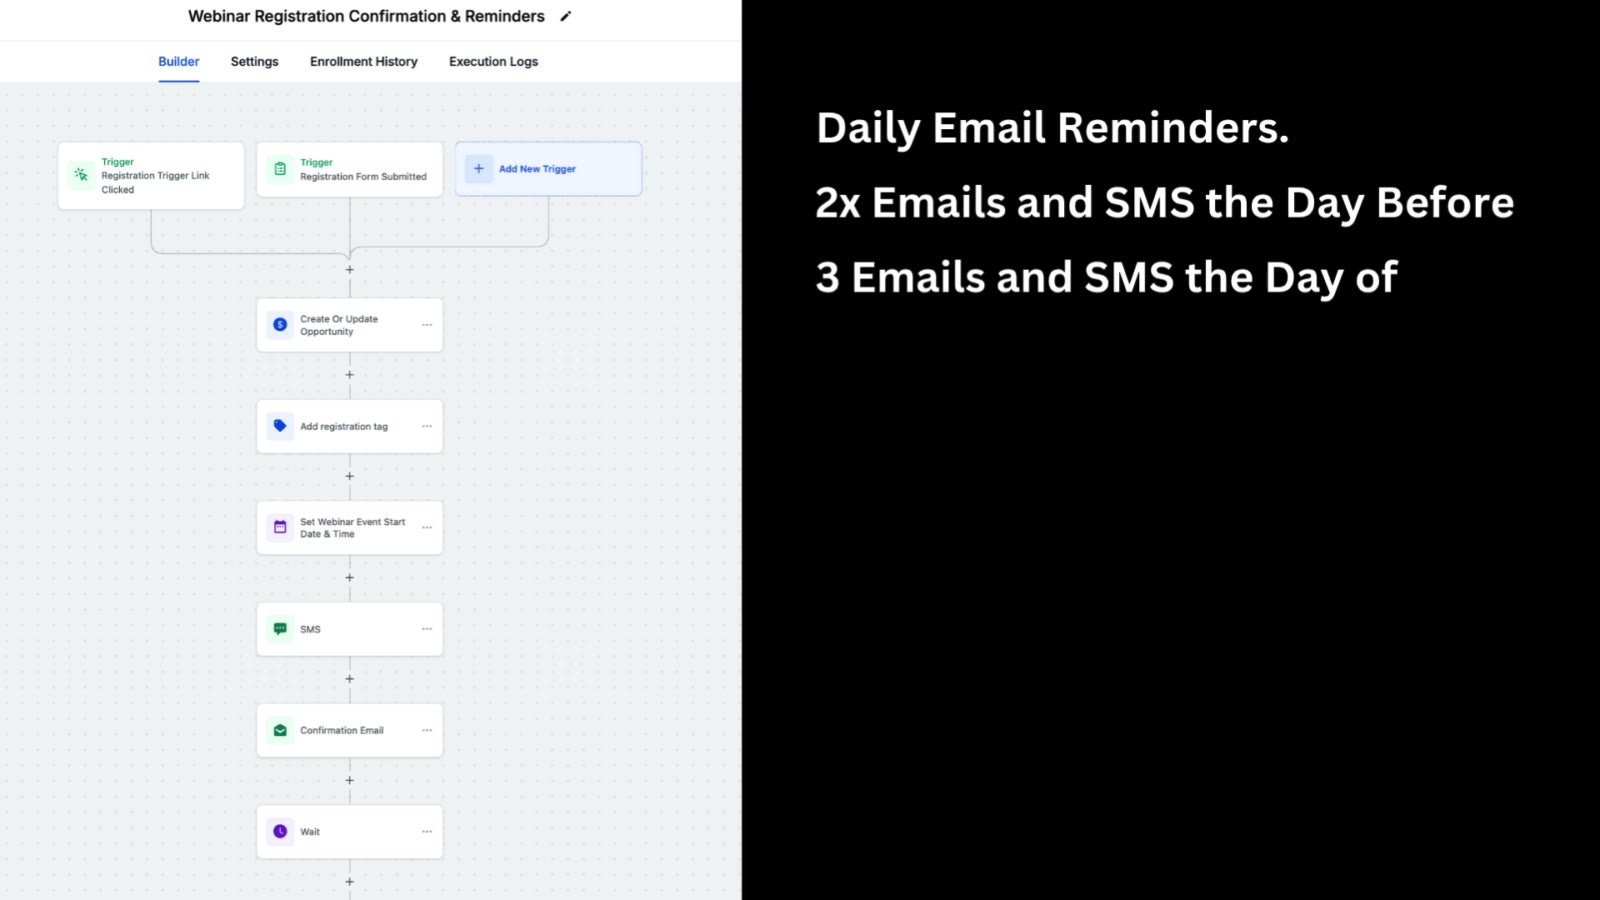 Webinar Registration Confirmation & Reminders
Builder
Settings
Enrollment History
Execution Logs
Trigger
Registration Trigger Link
Clicked
Trigger
Registration Form Submitted
Add New Trigger
Create Or Update
Opportunity
Add registration tag
Set Webinar Event Start
Date & Time
SMS
Confirmation Email
Wait
Daily Email Reminders.
2x Emails and SMS the Day Before
3 Emails and SMS the Day of